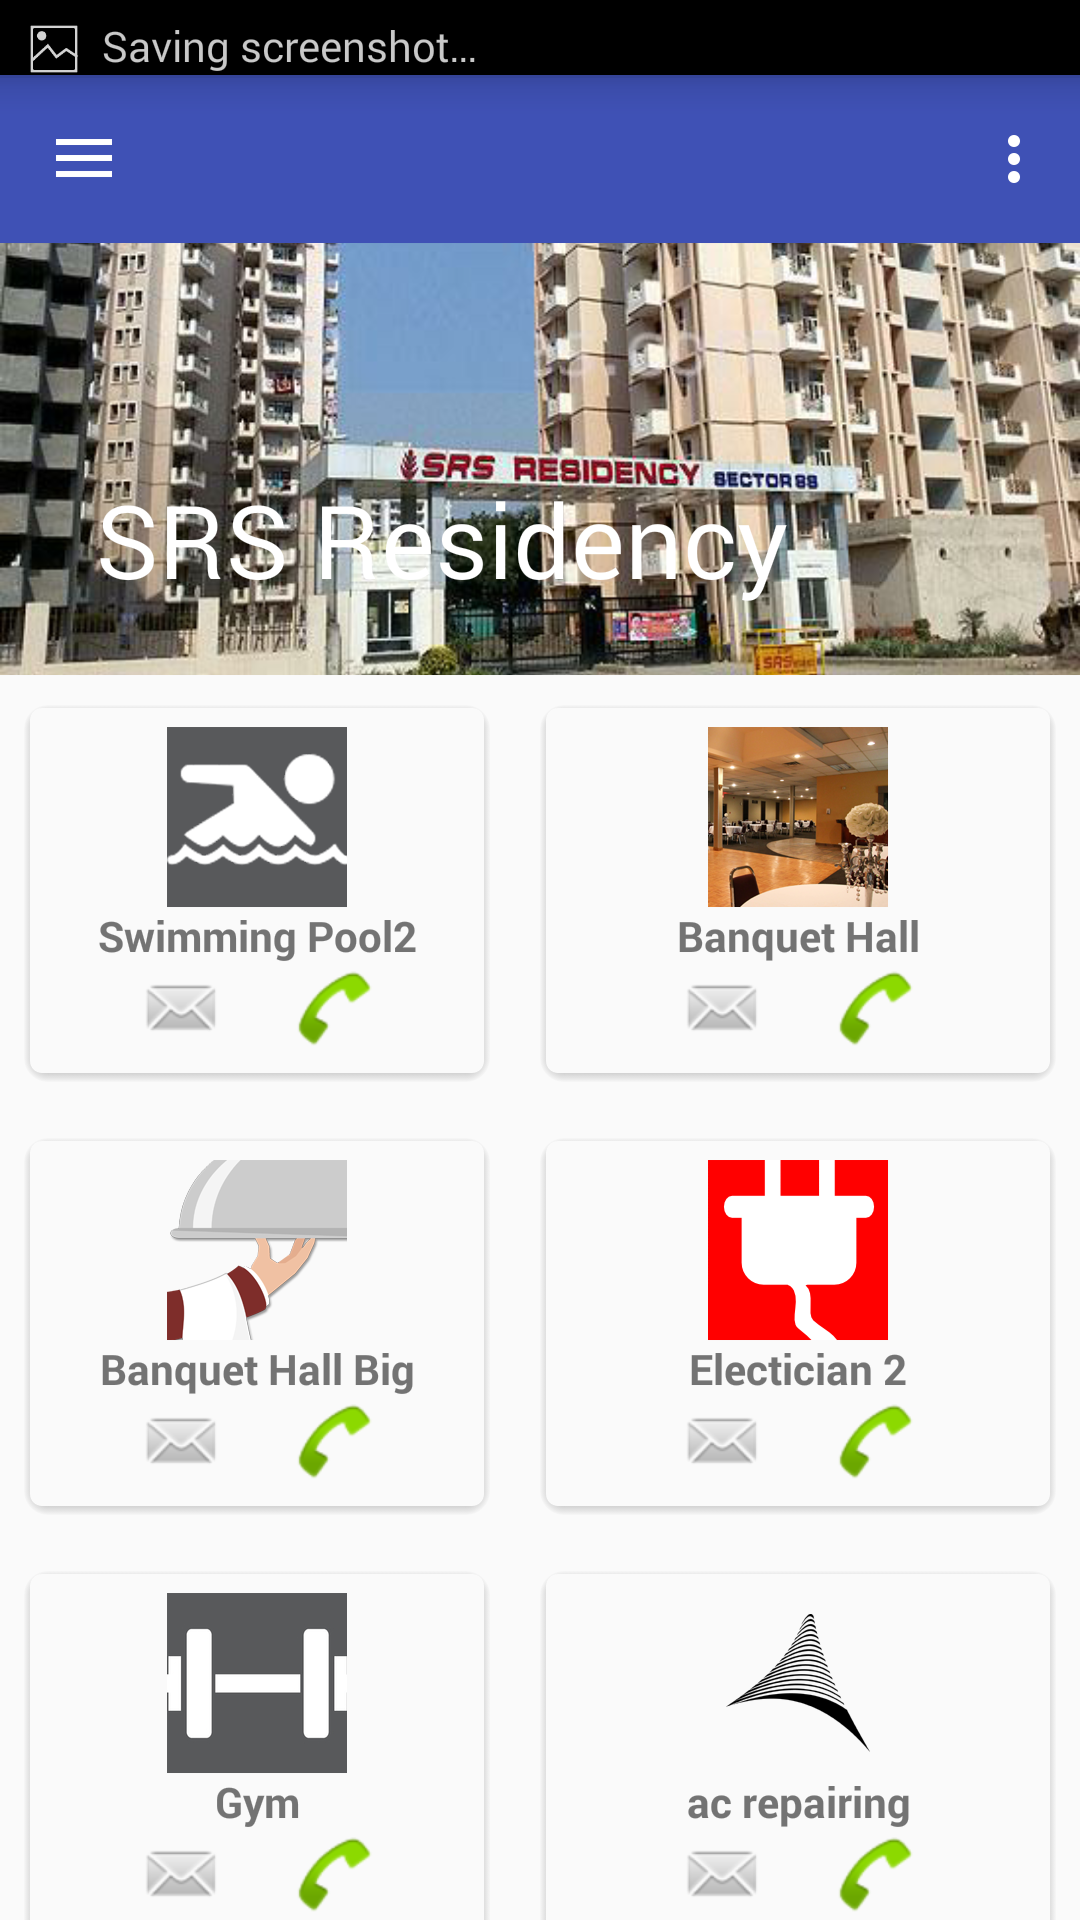 Saving screenshot...
SRS RESIDENCY SECTOR 88
SRS Residency
SRS
Swimming Pool2
Banquet Hall
Banquet Hall Big
Electician 2
Gym
ac repairing